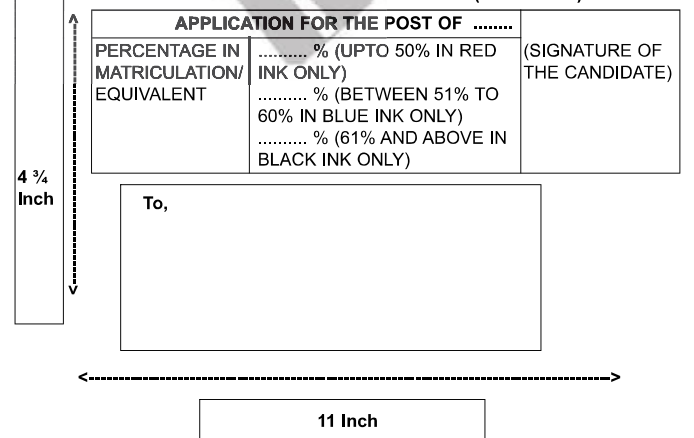 APPLICATION FOR THE POST OF ........
PERCENTAGE IN
MATRICULATION/
EQUIVALENT
.......... % (UPTO 50% IN RED
INK ONLY)
.......... % (BETWEEN 51% TO
60% IN BLUE INK ONLY)
.......... % (61% AND ABOVE IN
BLACK INK ONLY)
(SIGNATURE OF
THE CANDIDATE)
4 ¾
Inch
To,
11 Inch